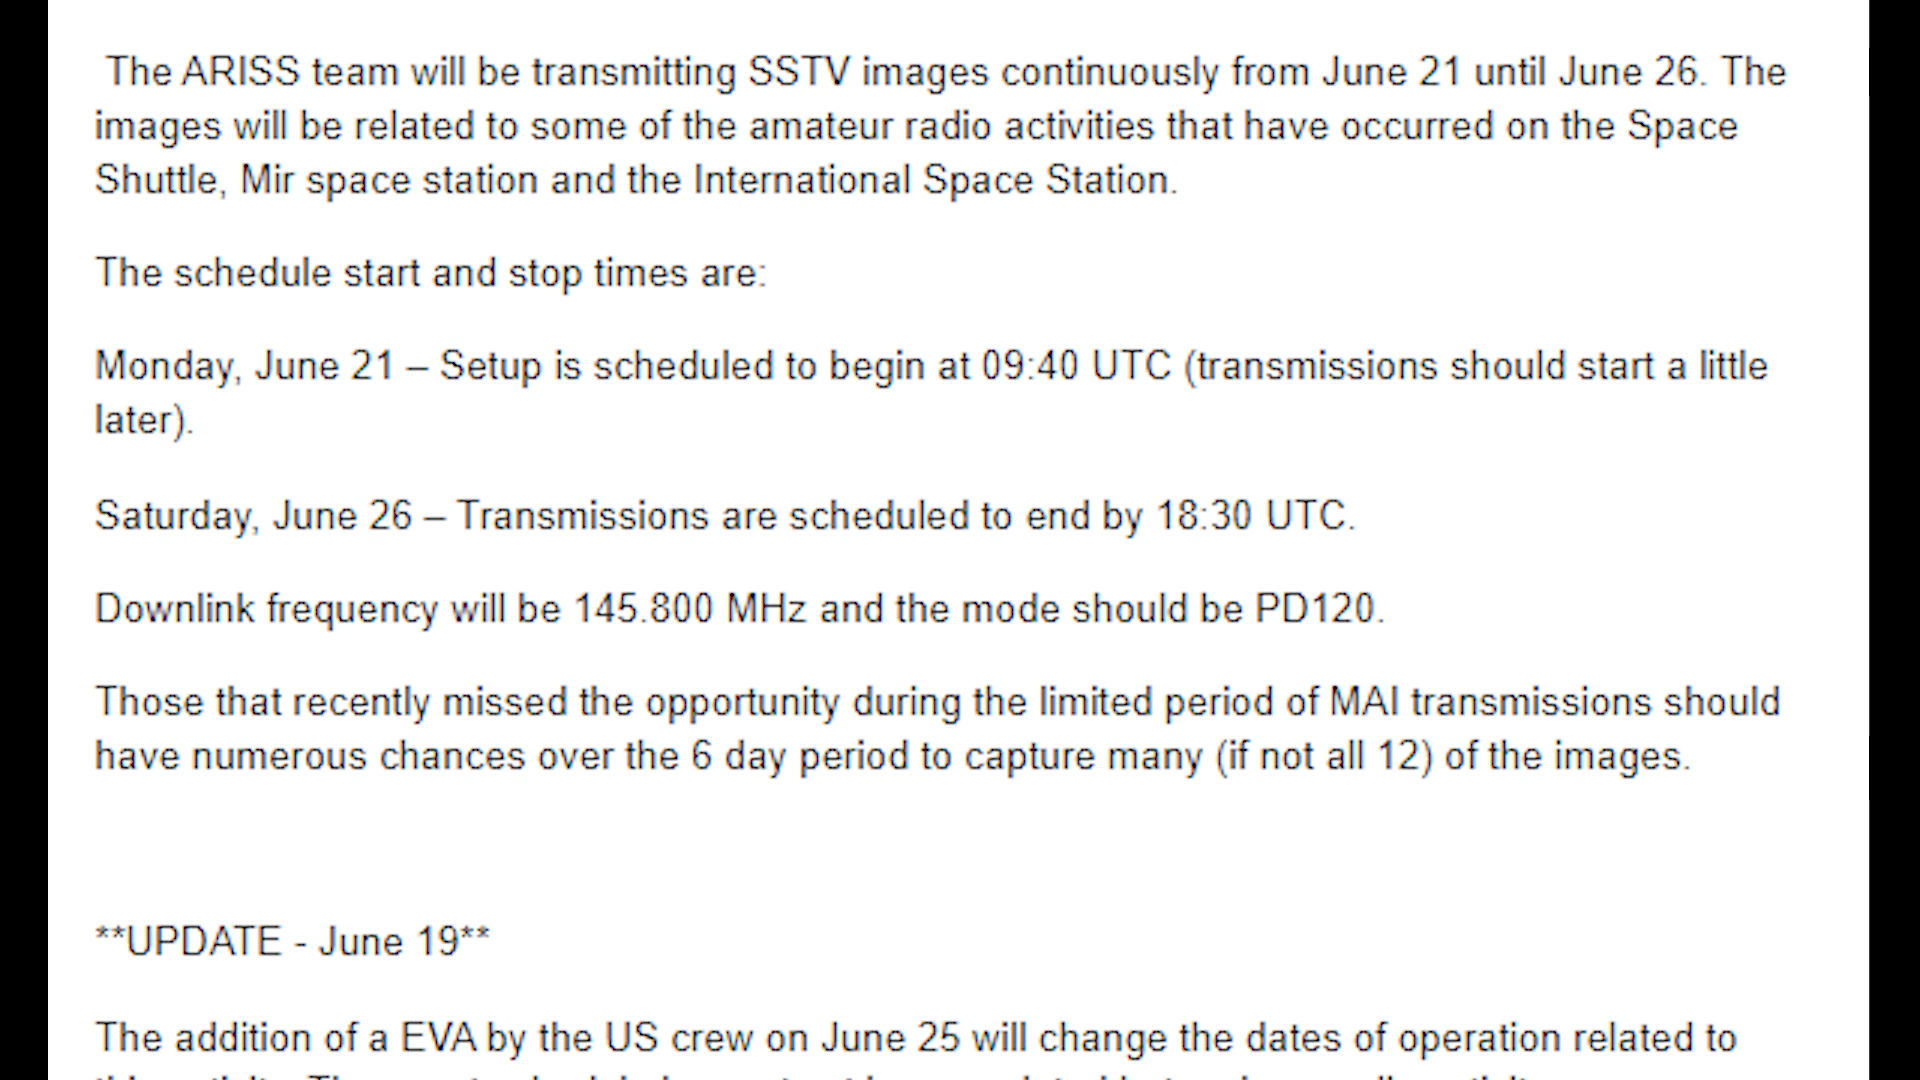 The ARISS team will be transmitting SSTV images continuously from June 21 until June 26. The
images will be related to some of the amateur radio activities that have occurred on the Space
Shuttle, Mir space station and the International Space Station.
The schedule start and stop times are:
Monday, June 21 – Setup is scheduled to begin at 09:40 UTC (transmissions should start a little
later).
Saturday, June 26 – Transmissions are scheduled to end by 18:30 UTC.
Downlink frequency will be 145.800 MHz and the mode should be PD120.
Those that recently missed the opportunity during the limited period of MAI transmissions should
have numerous chances over the 6 day period to capture many (if not all 12) of the images.
**UPDATE - June 19**
The addition of a EVA by the US crew on June 25 will change the dates of operation related to